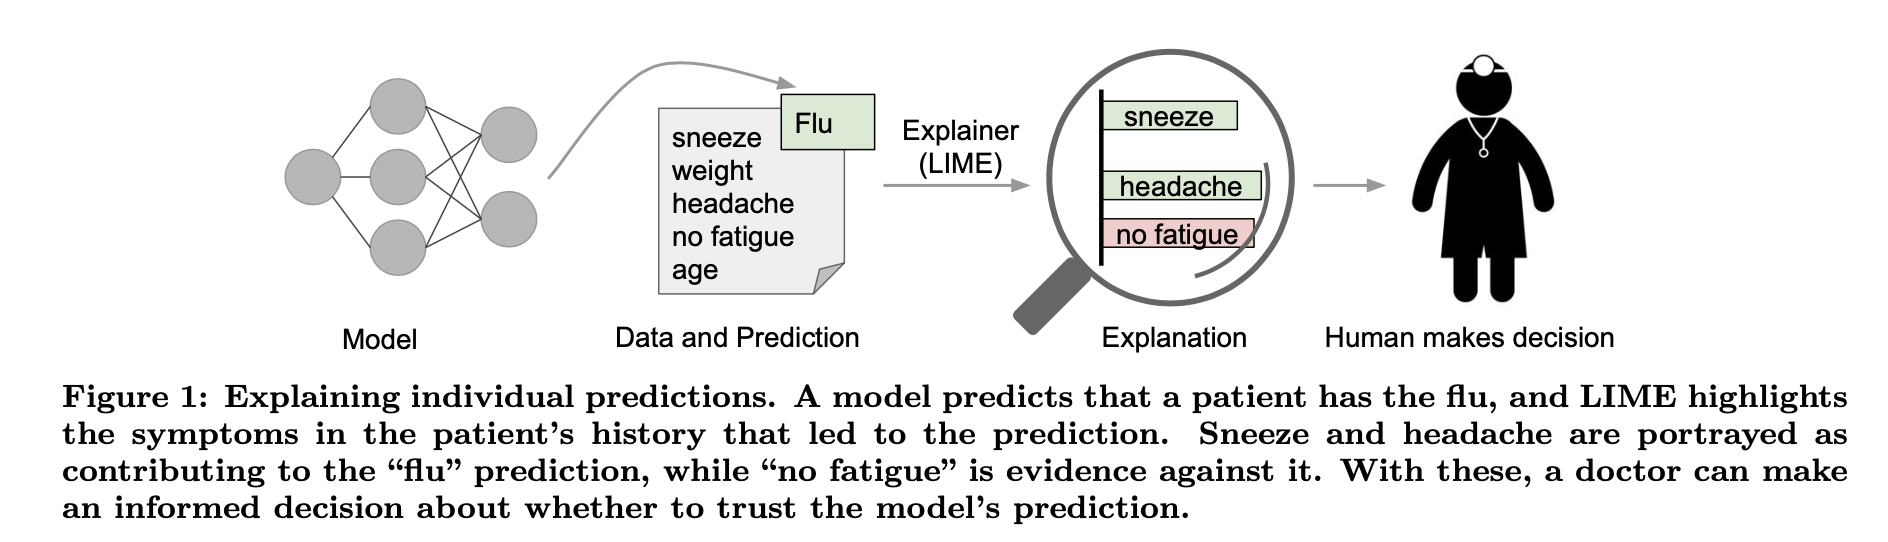 sneeze
weight
headache
no fatigue
age
Flu
Explainer
(LIME)
sneeze
headache
no fatigue
Model
Data and Prediction
Explanation
Human makes decision
Figure 1: Explaining individual predictions. A model predicts that a patient has the flu, and LIME highlights
the symptoms in the patient's history that led to the prediction. Sneeze and headache are portrayed as
contributing to the “flu” prediction, while “no fatigue” is evidence against it. With these, a doctor can make
an informed decision about whether to trust the model's prediction.